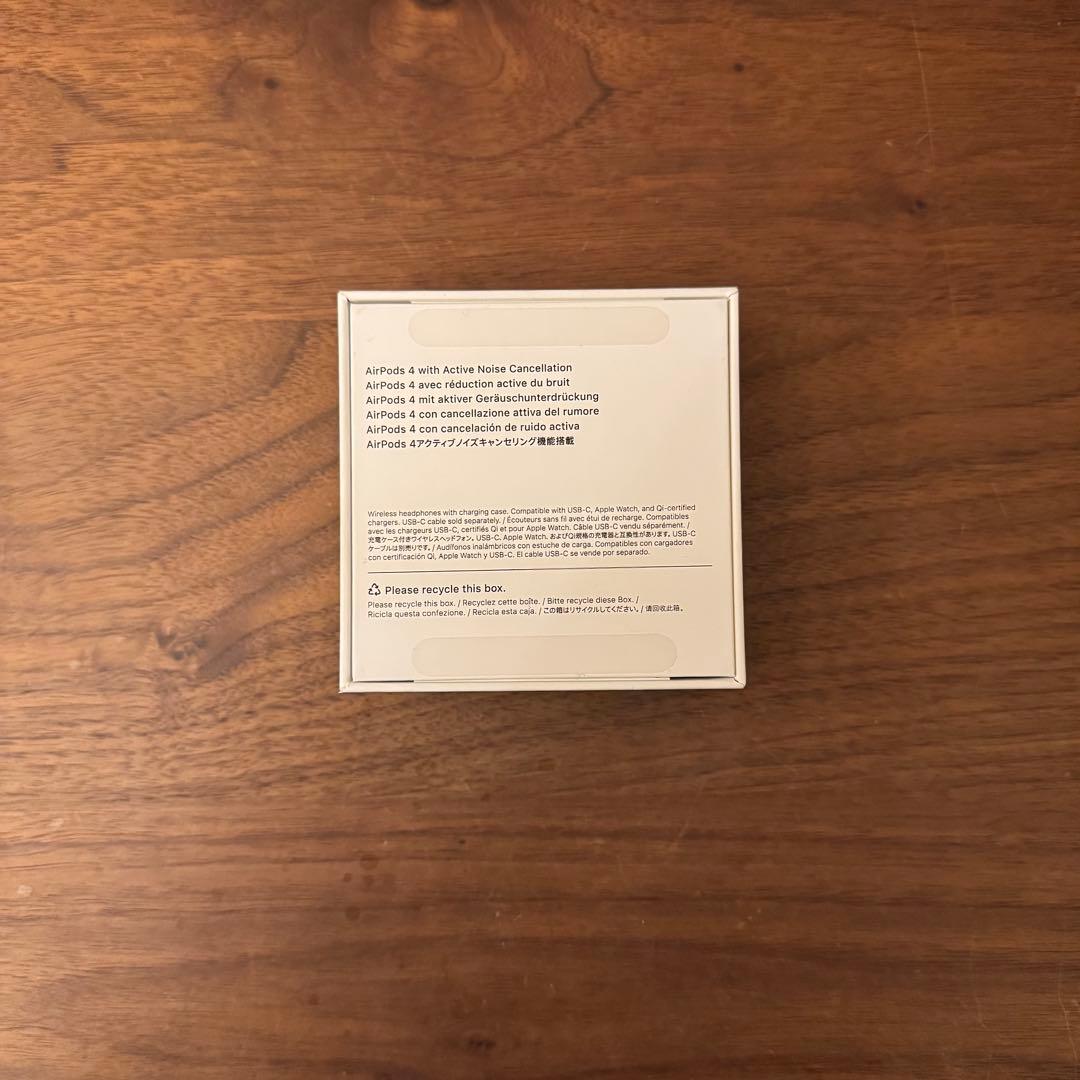 AirPods 4 with Active Noise Cancellation
AirPods 4 avec réduction active du bruit
AirPods 4 mit aktiver Geräuschunterdrückung
AirPods 4 con cancellazione attiva del rumore
AirPods 4 con cancelación de ruido activa
AirPods 4アクティブノイズキャンセリング機能搭載
Wireless headphones with charging case. Compatible with USB-C, Apple Watch, and Qi-certified
chargers. USB-C cable sold separately. / Écouteurs sans fil avec étui de recharge. Compatibles
avec les chargeurs USB-C, certifiés Qi et pour Apple Watch. Câble USB-C vendu séparément. /
充電ケース付きワイヤレスヘッドフォン。USB-C、Apple Watch、およびQi規格の充電器と互換性があります。USB-C
ケーブルは別売りです。/ Audífonos inalámbricos con estuche de carga. Compatibles con cargadores
con certificación Qi, Apple Watch y USB-C. El cable USB-C se vende por separado.
Please recycle this box.
Please recycle this box. / Recyclez cette boîte. / Bitte recycle diese Box. /
Ricicla questa confezione. / Recicla esta caja. / この箱はリサイクルしてください。/ 请回收此箱。